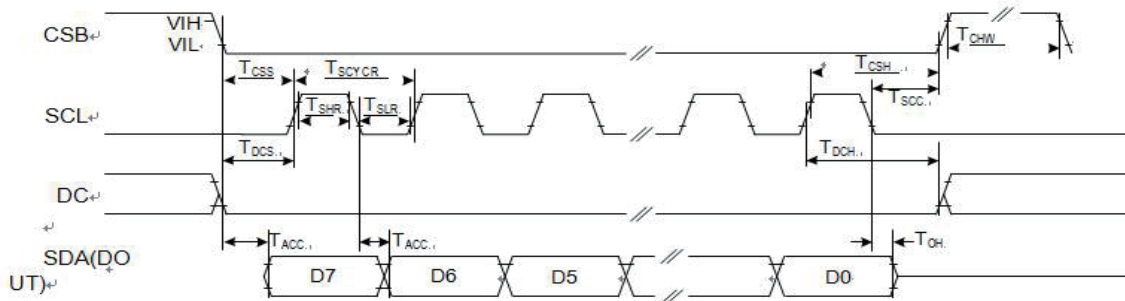 CSB↵
VIH
VIL
TCHW
TCSS
TSCYCR
TCSH
TSHR
TSLR
TSCC
SCL↵
TDCS
TDCH
DC↵
↵
TACC
TACC
TOH
SDA(DO
UT)↵
D7
D6
D5
D0